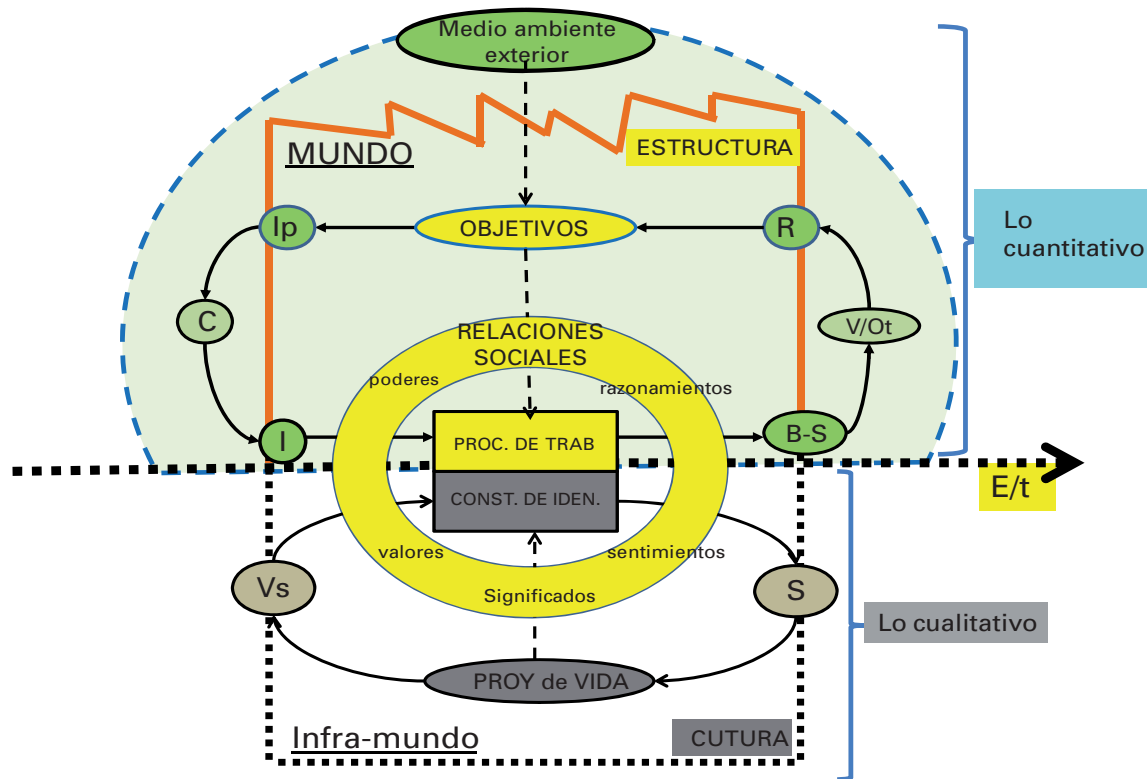 Medio ambiente
exterior
MUNDO
ESTRUCTURA
Lo
cuantitativo
Ip
OBJETIVOS
R
C
V/Ot
RELACIONES
SOCIALES
poderes
razonamientos
I
PROC. DE TRAB
B-S
E/t
CONST. DE IDEN.
valores
sentimientos
Vs
Significados
S
Lo cualitativo
PROY de VIDA
Infra-mundo
CUTURA